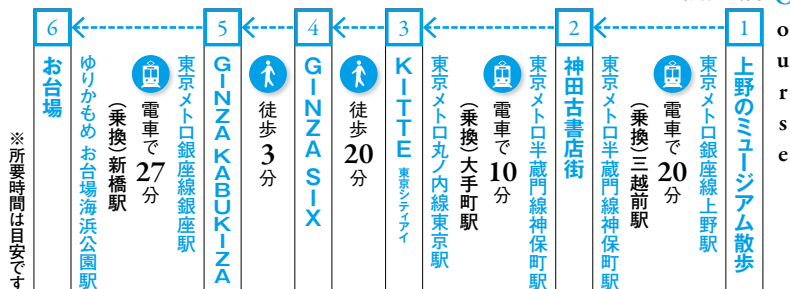 Course
1
上野のミュージアム散歩
東京メトロ銀座線上野駅
電車で20分
(乗換)三越前駅
東京メトロ半蔵門線神保町駅
2
神田古書店街
東京メトロ半蔵門線神保町駅
電車で10分
(乗換)大手町駅
東京メトロ丸ノ内線東京駅
3
KITTE 東京シティアイ
徒歩20分
4
GINZA SIX
徒歩3分
5
GINZA KABUKIZA
東京メトロ銀座線銀座駅
電車で27分
(乗換)新橋駅
ゆりかもめ お台場海浜公園駅
6
お台場
※所要時間は目安です